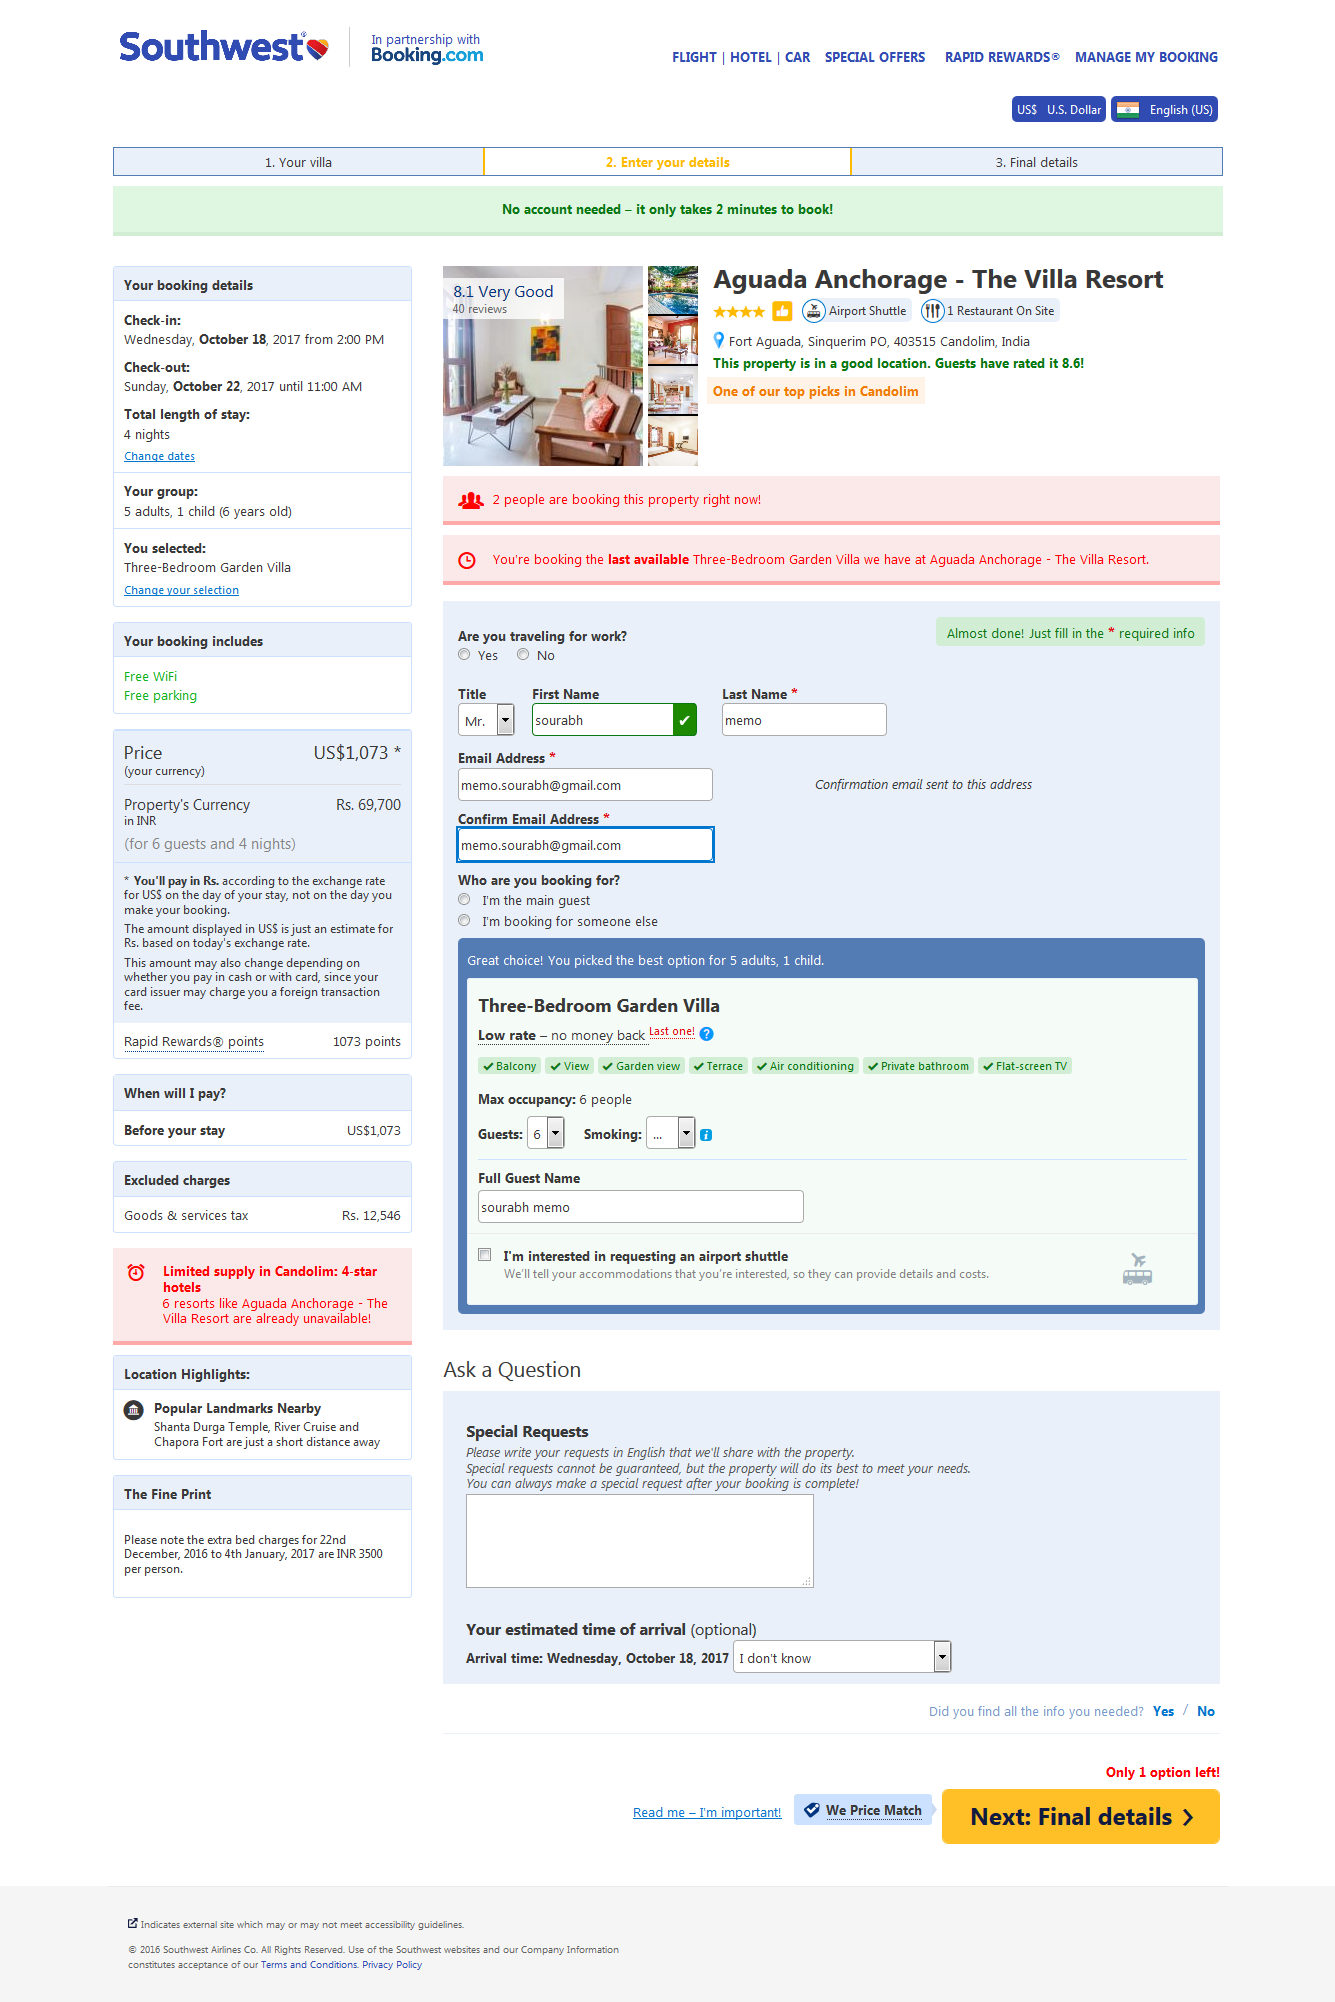 Southwest®
In partnership with
Booking.com
FLIGHT | HOTEL | CAR SPECIAL OFFERS RAPID REWARDS® MANAGE MY BOOKING
US$ U.S. Dollar
English (US)
1. Your villa
2. Enter your details
3. Final details
No account needed – it only takes 2 minutes to book!
Your booking details
Check-in:
Wednesday, October 18, 2017 from 2:00 PM
Check-out:
Sunday, October 22, 2017 until 11:00 AM
Total length of stay:
4 nights
Change dates
Your group:
5 adults, 1 child (6 years old)
You selected:
Three-Bedroom Garden Villa
Change your selection
Your booking includes
Free WiFi
Free parking
Price US$1,073 *
(your currency)
Property's Currency Rs. 69,700
in INR
(for 6 guests and 4 nights)
* You'll pay in Rs. according to the exchange rate
for US$ on the day of your stay, not on the day you
make your booking.
The amount displayed in US$ is just an estimate for
Rs. based on today's exchange rate.
This amount may also change depending on
whether you pay in cash or with card, since your
card issuer may charge you a foreign transaction
fee.
Rapid Rewards® points 1073 points
When will I pay?
Before your stay US$1,073
Excluded charges
Goods & services tax Rs. 12,546
Limited supply in Candolim: 4-star
hotels
6 resorts like Aguada Anchorage - The
Villa Resort are already unavailable!
Location Highlights:
Popular Landmarks Nearby
Shanta Durga Temple, River Cruise and
Chapora Fort are just a short distance away
The Fine Print
Please note the extra bed charges for 22nd
December, 2016 to 4th January, 2017 are INR 3500
per person.
8.1 Very Good
40 reviews
Aguada Anchorage - The Villa Resort
Airport Shuttle
1 Restaurant On Site
Fort Aguada, Sinquerim PO, 403515 Candolim, India
This property is in a good location. Guests have rated it 8.6!
One of our top picks in Candolim
2 people are booking this property right now!
You're booking the last available Three-Bedroom Garden Villa we have at Aguada Anchorage - The Villa Resort.
Almost done! Just fill in the * required info
Are you traveling for work?
Yes No
Title First Name Last Name *
Mr. sourabh memo
Email Address *
memo.sourabh@gmail.com
Confirmation email sent to this address
Confirm Email Address *
memo.sourabh@gmail.com
Who are you booking for?
I'm the main guest
I'm booking for someone else
Great choice! You picked the best option for 5 adults, 1 child.
Three-Bedroom Garden Villa
Low rate – no money back Last one! ?
Balcony View Garden view Terrace Air conditioning Private bathroom Flat-screen TV
Max occupancy: 6 people
Guests: 6 Smoking: ... i
Full Guest Name
sourabh memo
I'm interested in requesting an airport shuttle
We'll tell your accommodations that you're interested, so they can provide details and costs.
Ask a Question
Special Requests
Please write your requests in English that we'll share with the property.
Special requests cannot be guaranteed, but the property will do its best to meet your needs.
You can always make a special request after your booking is complete!
Your estimated time of arrival (optional)
Arrival time: Wednesday, October 18, 2017 I don't know
Did you find all the info you needed? Yes / No
Only 1 option left!
Read me – I'm important!
We Price Match
Next: Final details
Indicates external site which may or may not meet accessibility guidelines.
© 2016 Southwest Airlines Co. All Rights Reserved. Use of the Southwest websites and our Company Information
constitutes acceptance of our Terms and Conditions. Privacy Policy